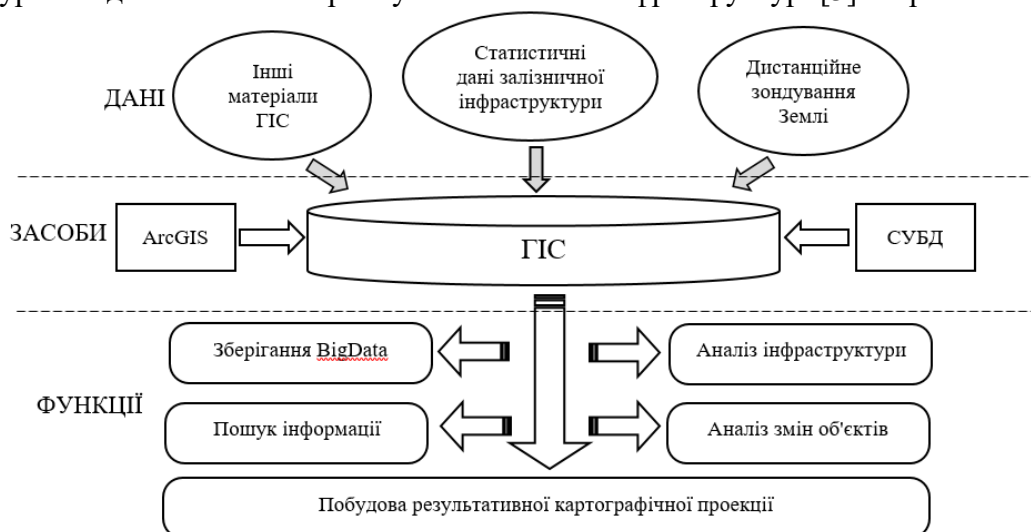 Інші
матеріали
ГІС
Статистичні
дані залізничної
інфраструктури
Дистанційне
зондування
Землі
ДАНІ
ЗАСОБИ
ArcGIS
ГІС
СУБД
Зберігання BigData
Аналіз інфраструктури
ФУНКЦІЇ
Пошук інформації
Аналіз змін об'єктів
Побудова результативної картографічної проекції